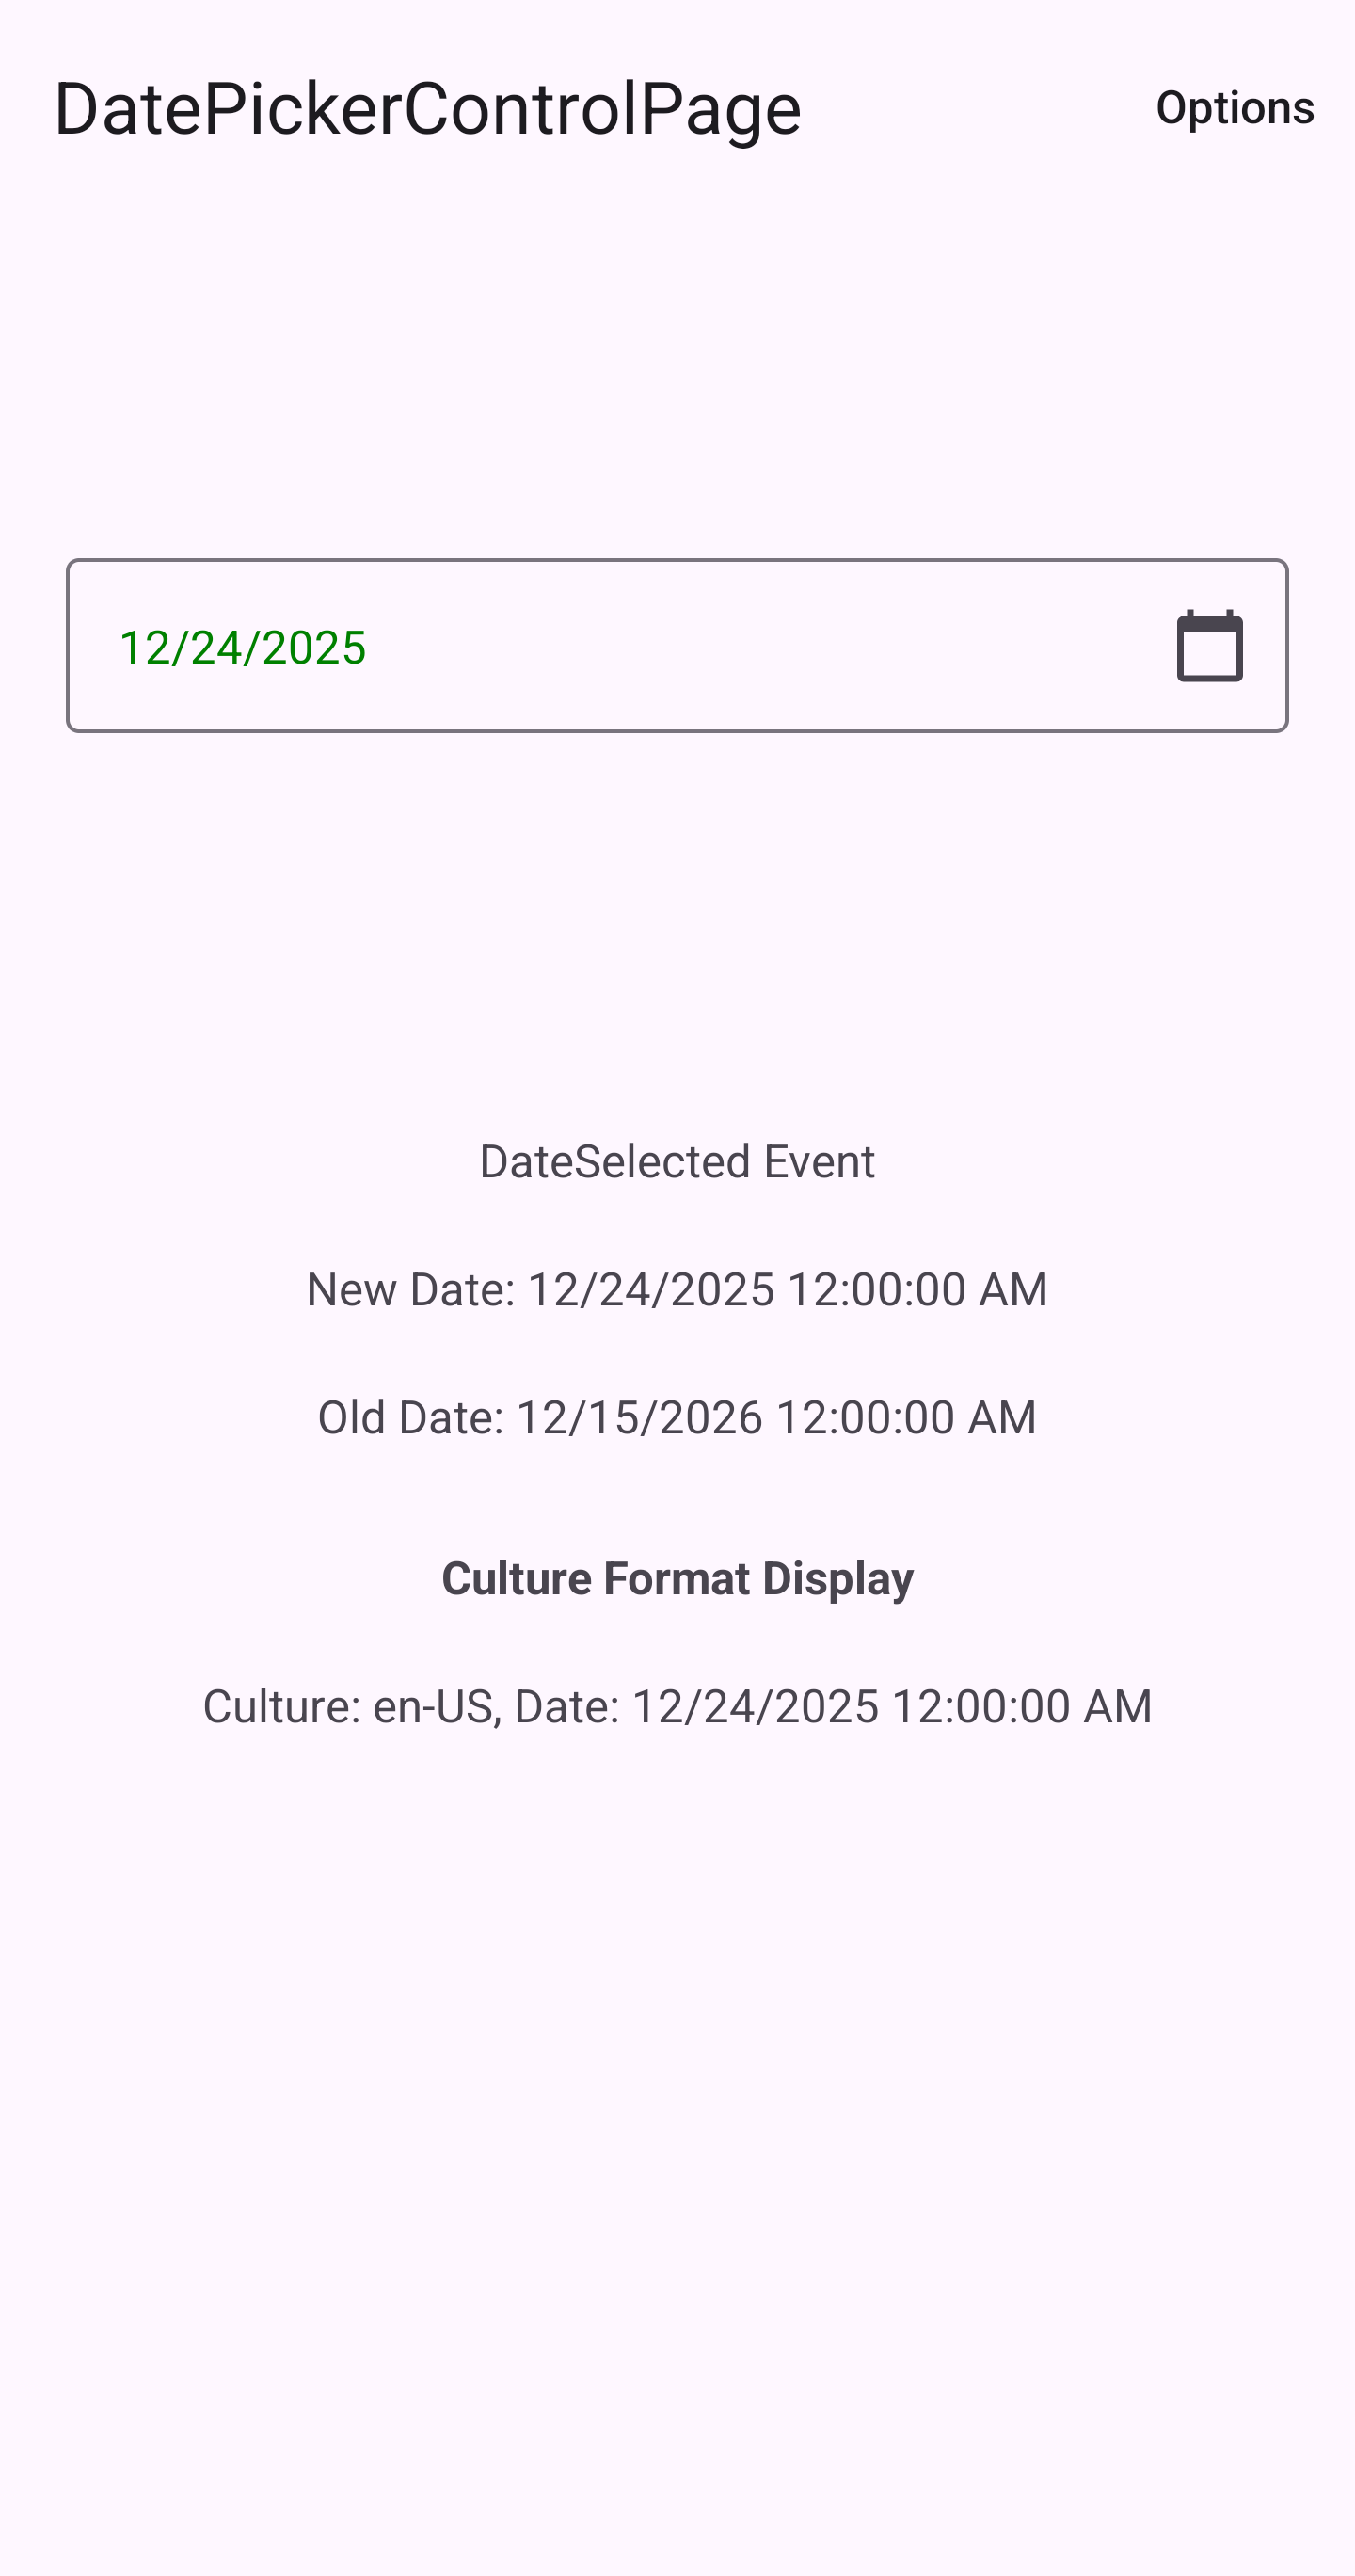 DatePickerControlPage
Options
12/24/2025
DateSelected Event
New Date: 12/24/2025 12:00:00 AM
Old Date: 12/15/2026 12:00:00 AM
Culture Format Display
Culture: en-US, Date: 12/24/2025 12:00:00 AM